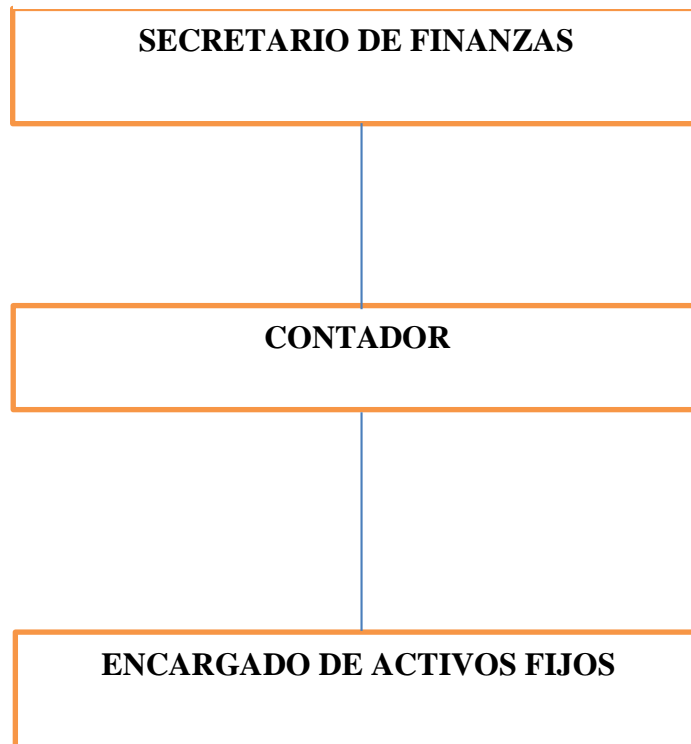 SECRETARIO DE FINANZAS
CONTADOR
ENCARGADO DE ACTIVOS FIJOS